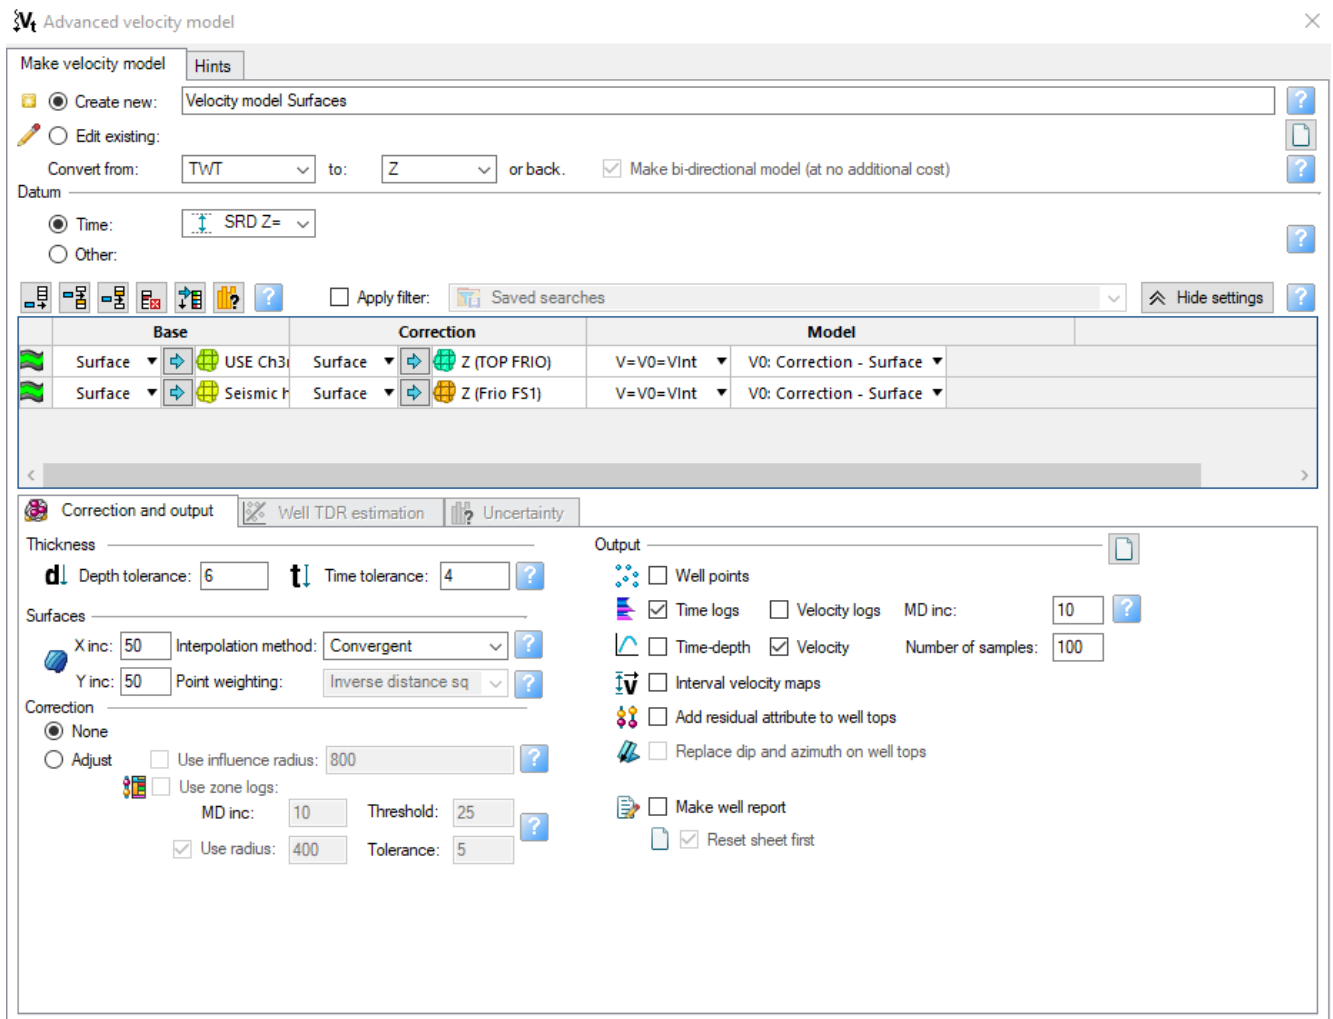 Advanced velocity model
Make velocity model Hints
Create new: Velocity model Surfaces
Edit existing:
Convert from: TWT to: Z or back. Make bi-directional model (at no additional cost)
Datum
Time: SRD Z=
Other:
Apply filter: Saved searches Hide settings
Base Correction Model
Surface USE Ch3 Surface Z (TOP FRIO) V=V0=VInt V0: Correction - Surface
Surface Seismic h Surface Z (Frio FS1) V=V0=VInt V0: Correction - Surface
Correction and output Well TDR estimation Uncertainty
Thickness Output
Depth tolerance: 6 Time tolerance: 4 Well points
Surfaces Time logs Velocity logs MD inc: 10
X inc: 50 Interpolation method: Convergent Time-depth Velocity Number of samples: 100
Y inc: 50 Point weighting: Inverse distance sq Interval velocity maps
Correction
None Add residual attribute to well tops
Adjust Use influence radius: 800 Replace dip and azimuth on well tops
Use zone logs:
MD inc: 10 Threshold: 25 Make well report
Use radius: 400 Tolerance: 5 Reset sheet first